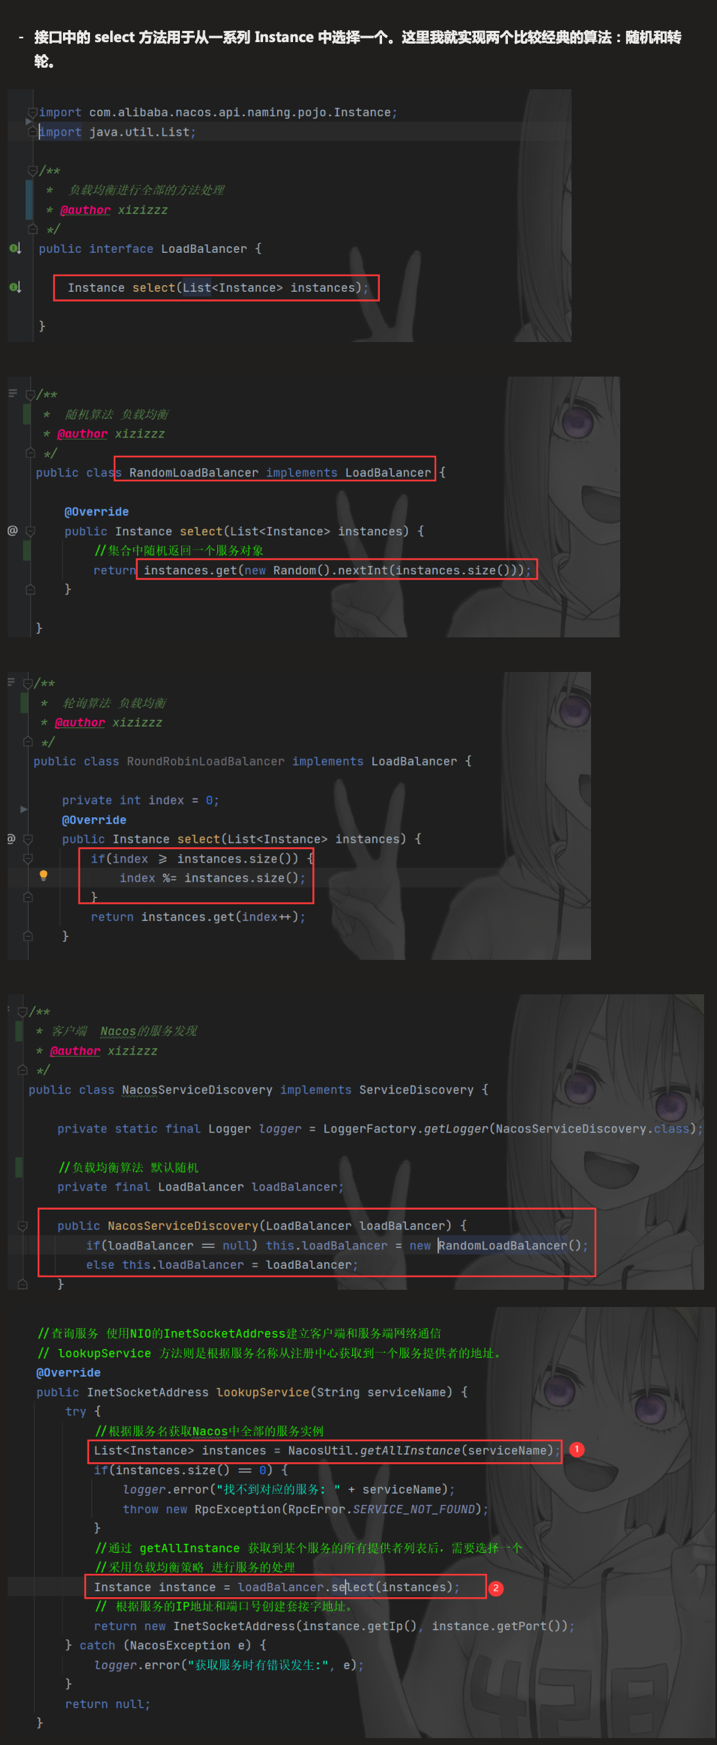 - 接口中的 select 方法用于从一系列 Instance 中选择一个。这里我就实现两个比较经典的算法：随机和转
轮。
import com.alibaba.nacos.api.naming.pojo.Instance;
import java.util.List;
/**
*  负载均衡进行全部的方法处理
* @author xizizzz
*/
public interface LoadBalancer {
Instance select(List<Instance> instances);
}
/**
*  随机算法 负载均衡
* @author xizizzz
*/
public class RandomLoadBalancer implements LoadBalancer {
@Override
public Instance select(List<Instance> instances) {
//集合中随机返回一个服务对象
return instances.get(new Random().nextInt(instances.size()));
}
}
/**
*  轮询算法 负载均衡
* @author xizizzz
*/
public class RoundRobinLoadBalancer implements LoadBalancer {
private int index = 0;
@Override
public Instance select(List<Instance> instances) {
if(index >= instances.size()) {
index %= instances.size();
}
return instances.get(index++);
}
/**
* 客户端  Nacos的服务发现
* @author xizizzz
*/
public class NacosServiceDiscovery implements ServiceDiscovery {
private static final Logger logger = LoggerFactory.getLogger(NacosServiceDiscovery.class);
//负载均衡算法 默认随机
private final LoadBalancer loadBalancer;
public NacosServiceDiscovery(LoadBalancer loadBalancer) {
if(loadBalancer == null) this.loadBalancer = new RandomLoadBalancer();
else this.loadBalancer = loadBalancer;
}
//查询服务 使用NIO的InetSocketAddress建立客户端和服务端网络通信
// lookupService 方法则是根据服务名称从注册中心获取到一个服务提供者的地址。
@Override
public InetSocketAddress lookupService(String serviceName) {
try {
//根据服务名获取Nacos中全部的服务实例
List<Instance> instances = NacosUtil.getAllInstance(serviceName); 1
if(instances.size() == 0) {
logger.error("找不到对应的服务: " + serviceName);
throw new RpcException(RpcError.SERVICE_NOT_FOUND);
}
//通过 getAllInstance 获取到某个服务的所有提供者列表后，需要选择一个
//采用负载均衡策略 进行服务的处理
Instance instance = loadBalancer.select(instances); 2
// 根据服务的IP地址和端口号创建套接字地址。
return new InetSocketAddress(instance.getIp(), instance.getPort());
} catch (NacosException e) {
logger.error("获取服务时有错误发生:", e);
}
return null;
}
428